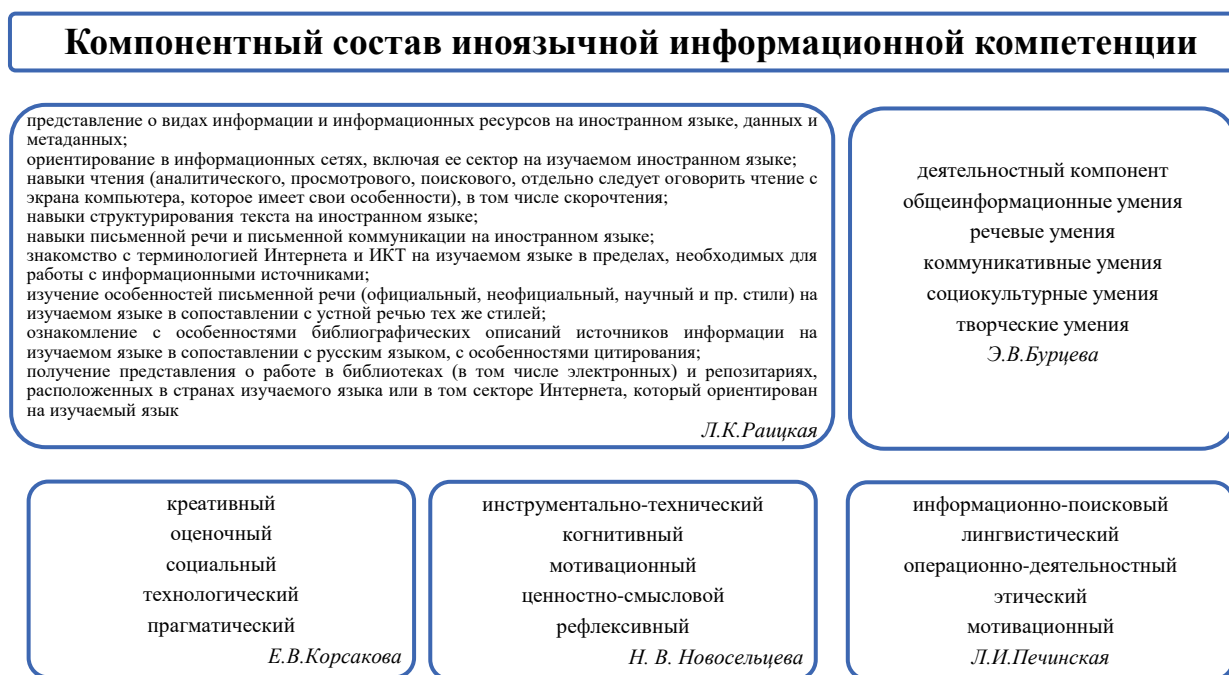 Компонентный состав иноязычной информационной компетенции
представление о видах информации и информационных ресурсов на иностранном языке, данных и
метаданных;
ориентирование в информационных сетях, включая ее сектор на изучаемом иностранном языке;
навыки чтения (аналитического, просмотрового, поискового, отдельно следует оговорить чтение с
экрана компьютера, которое имеет свои особенности), в том числе скорочтения;
навыки структурирования текста на иностранном языке;
навыки письменной речи и письменной коммуникации на иностранном языке;
знакомство с терминологией Интернета и ИКТ на изучаемом языке в пределах, необходимых для
работы с информационными источниками;
изучение особенностей письменной речи (официальный, неофициальный, научный и пр. стили) на
изучаемом языке в сопоставлении с устной речью тех же стилей;
ознакомление с особенностями библиографических описаний источников информации на
изучаемом языке в сопоставлении с русским языком, с особенностями цитирования;
получение представления о работе в библиотеках (в том числе электронных) и репозитариях,
расположенных в странах изучаемого языка или в том секторе Интернета, который ориентирован
на изучаемый язык
Л.К.Раицкая
деятельностный компонент
общеинформационные умения
речевые умения
коммуникативные умения
социокультурные умения
творческие умения
Э.В.Бурцева
креативный
оценочный
социальный
технологический
прагматический
Е.В.Корсакова
инструментально-технический
когнитивный
мотивационный
ценностно-смысловой
рефлексивный
Н. В. Новосельцева
информационно-поисковый
лингвистический
операционно-деятельностный
этический
мотивационный
Л.И.Печинская